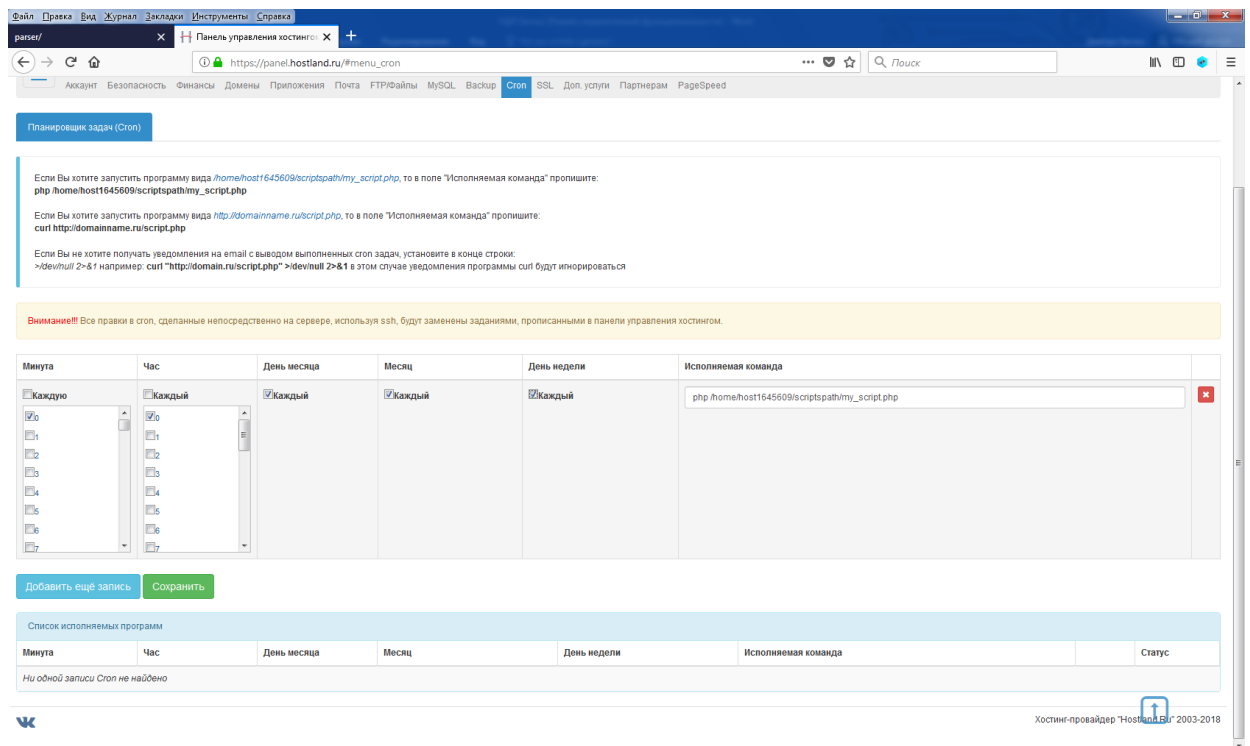 Файл Правка Вид Журнал Закладки Инструменты Справка
parser/ Панель управления хостинго
https://panel.hostland.ru/#menu_cron Поиск
Аккаунт Безопасность Финансы Домены Приложения Почта FTP/Файлы MySQL Backup Cron SSL Доп. услуги Партнерам PageSpeed
Планировщик задач (Cron)
Если Вы хотите запустить программу вида /home/host1645609/scriptspath/my_script.php, то в поле "Исполняемая команда" пропишите:
php /home/host1645609/scriptspath/my_script.php
Если Вы хотите запустить программу вида http://domainname.ru/script.php, то в поле "Исполняемая команда" пропишите:
curl http://domainname.ru/script.php
Если Вы не хотите получать уведомления на email с выводом выполненных cron задач, установите в конце строки:
>/dev/null 2>&1 например: curl "http://domain.ru/script.php" >/dev/null 2>&1 в этом случае уведомления программы curl будут игнорироваться
Внимание!!! Все правки в cron, сделанные непосредственно на сервере, используя ssh, будут заменены заданиями, прописанными в панели управления хостингом.
Минута Час День месяца Месяц День недели Исполняемая команда
Каждую Каждый Каждый Каждый Каждый php /home/host1645609/scriptspath/my_script.php
0 0
1 1
2 2
3 3
4 4
5 5
6 6
7 7
Добавить ещё запись Сохранить
Список исполняемых программ
Минута Час День месяца Месяц День недели Исполняемая команда Статус
Ни одной записи Cron не найдено
Хостинг-провайдер "Hostland.Ru" 2003-2018